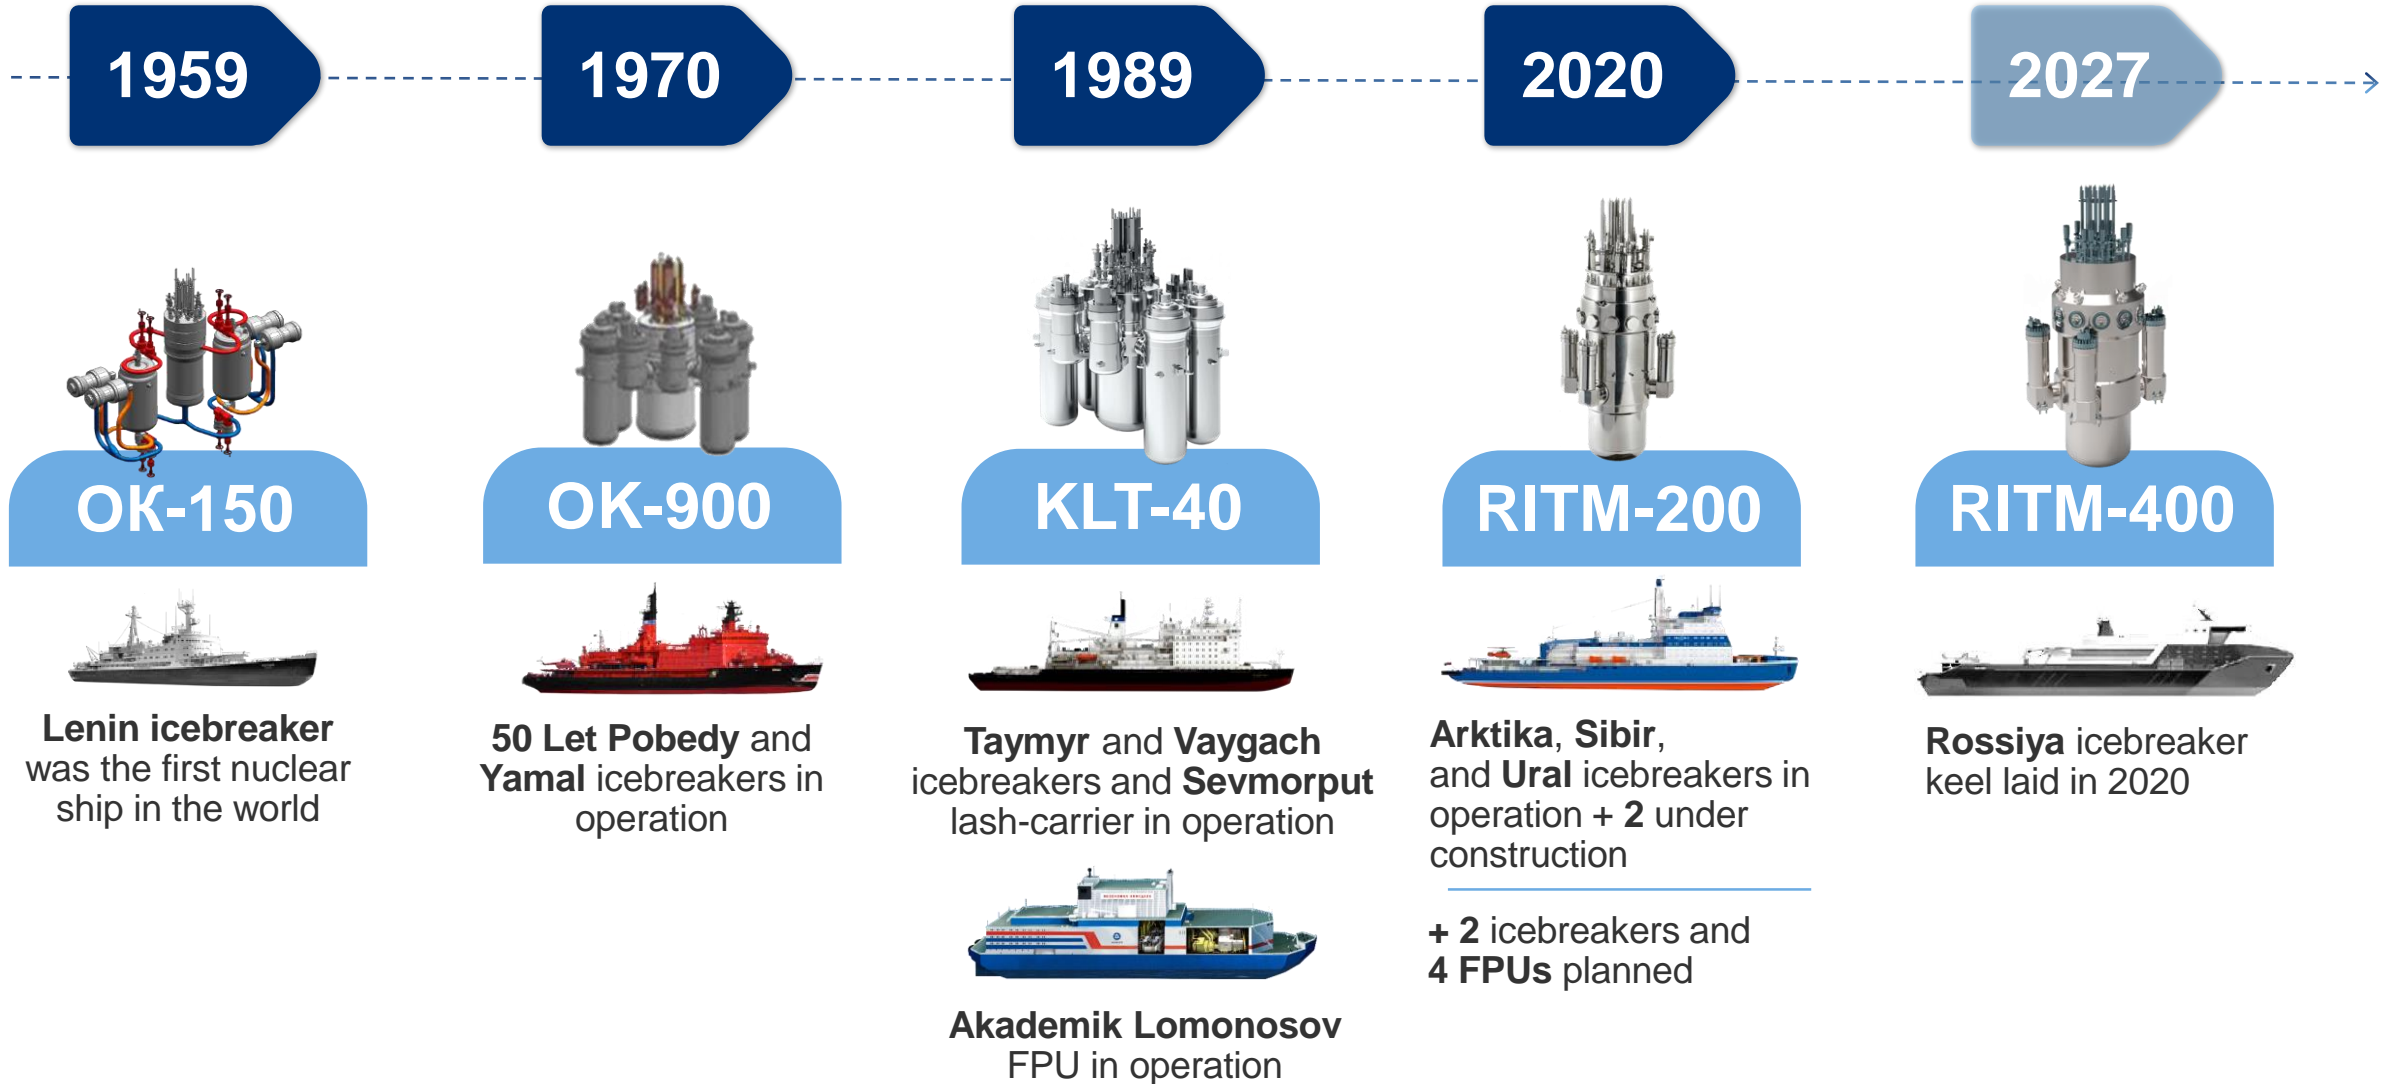 1959
1970
1989
2020
2027
ОК-150
OK-900
KLT-40
RITM-200
RITM-400
Lenin icebreaker
was the first nuclear
ship in the world
50 Let Pobedy and
Yamal icebreakers in
operation
Taymyr and Vaygach
icebreakers and Sevmorput
lash-carrier in operation
Akademik Lomonosov
FPU in operation
Arktika, Sibir,
and Ural icebreakers in
operation + 2 under
construction
+ 2 icebreakers and
4 FPUs planned
Rossiya icebreaker
keel laid in 2020